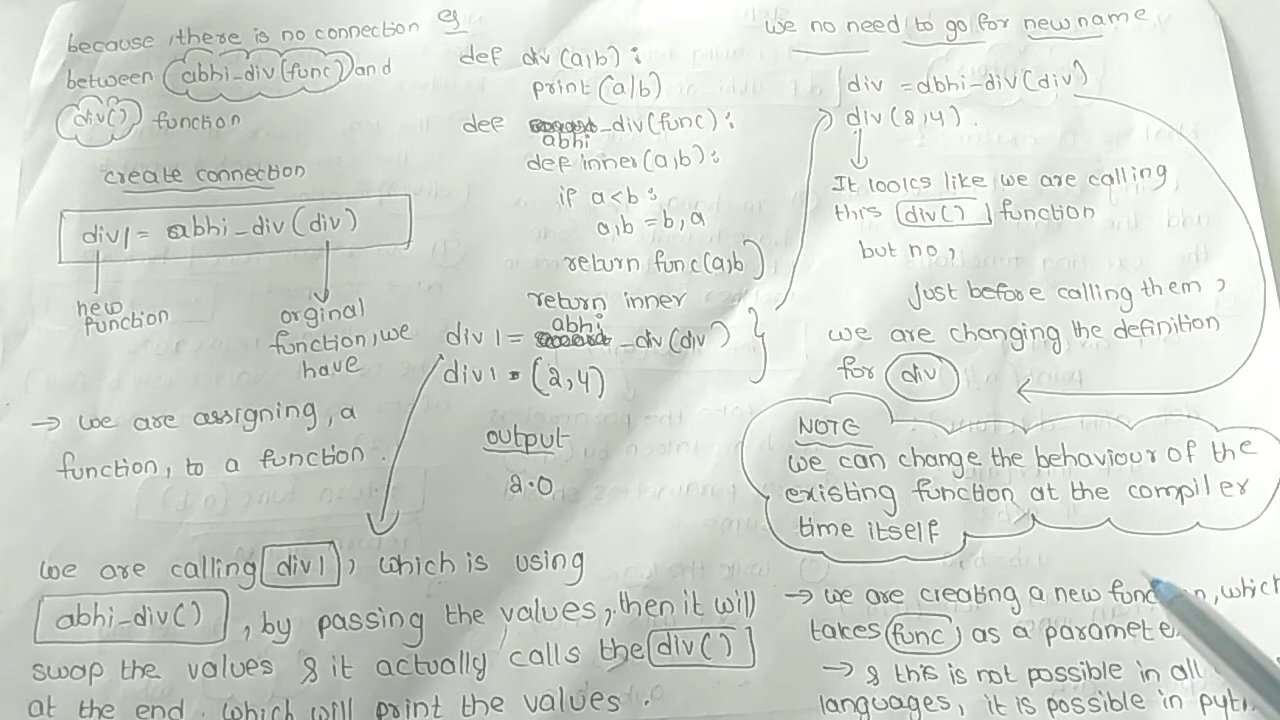 because, there is no connection
between abhi-div(func) and
div() function
create connection
div1 = abhi-div(div)
new
function
orginal
function, we
have
→ we are assigning, a
function, to a function.
eg
def div(a,b):
print(a/b)
def abhi-div(func):
def inner(a,b):
if a<b:
a,b = b,a
return func(a,b)
return inner
div1 = abhi-div(div)
div1 (2,4)
output
2.0
we are calling div1, which is using
abhi-div(), by passing the values, then it will
swap the values & it actually calls the div()
at the end. which will print the values.
we no need to go for new name
div = abhi-div(div)
div(2,4).
It looks like we are calling
this div() function
but no,
Just before calling them,
we are changing the definition
for div
NOTE
we can change the behaviour of the
existing function at the compiler
time itself
→ we are creating a new function, which
takes func as a paramete
→ & this is not possible in all
languages, it is possible in pyt